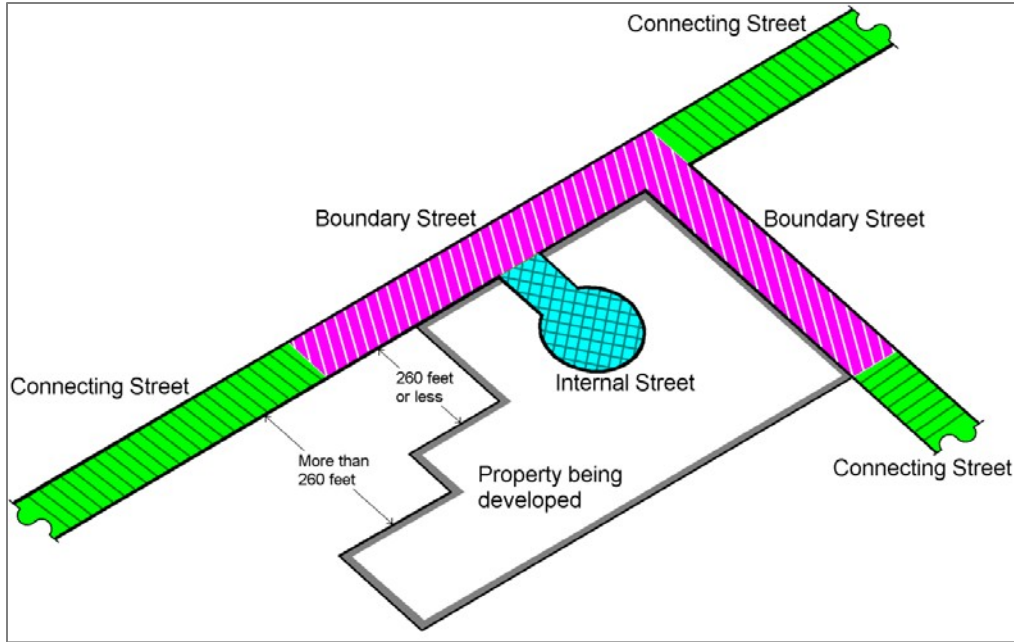 Connecting Street
Boundary Street
Boundary Street
Connecting Street
260 feet
or less
Internal Street
More than
260 feet
Property being
developed
Connecting Street